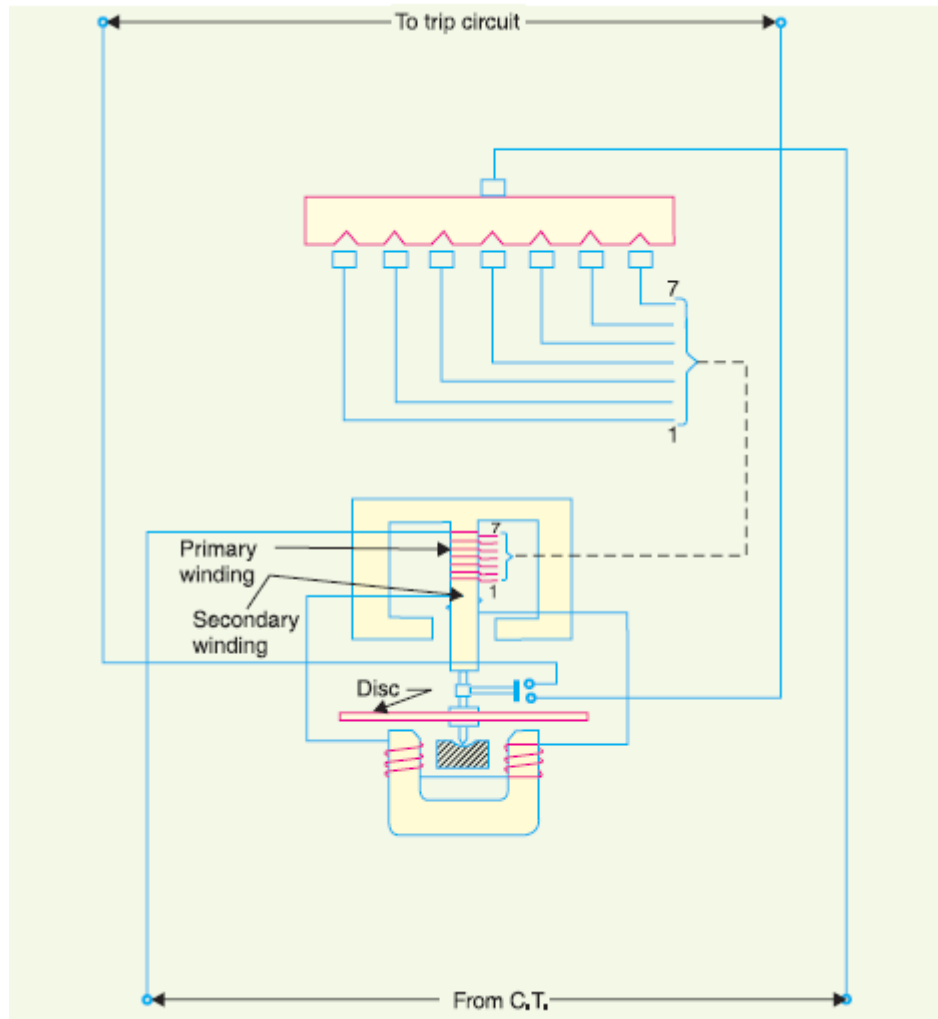 To trip circuit
7
1
7
Primary
winding
1
Secondary
winding
Disc
From C.T.